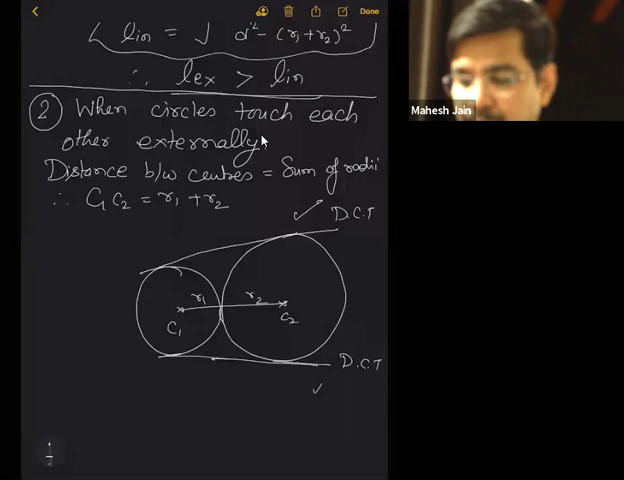 Done
l in = √ d² - (r₁+r₂)²
∴ lex > lin
② When circles touch each
other externally.
Distance b/w centres = Sum of radii
∴ C₁C₂ = r₁ + r₂
D.C.T
r₁
r₂
C₁
C₂
D.C.T
Mahesh Jain